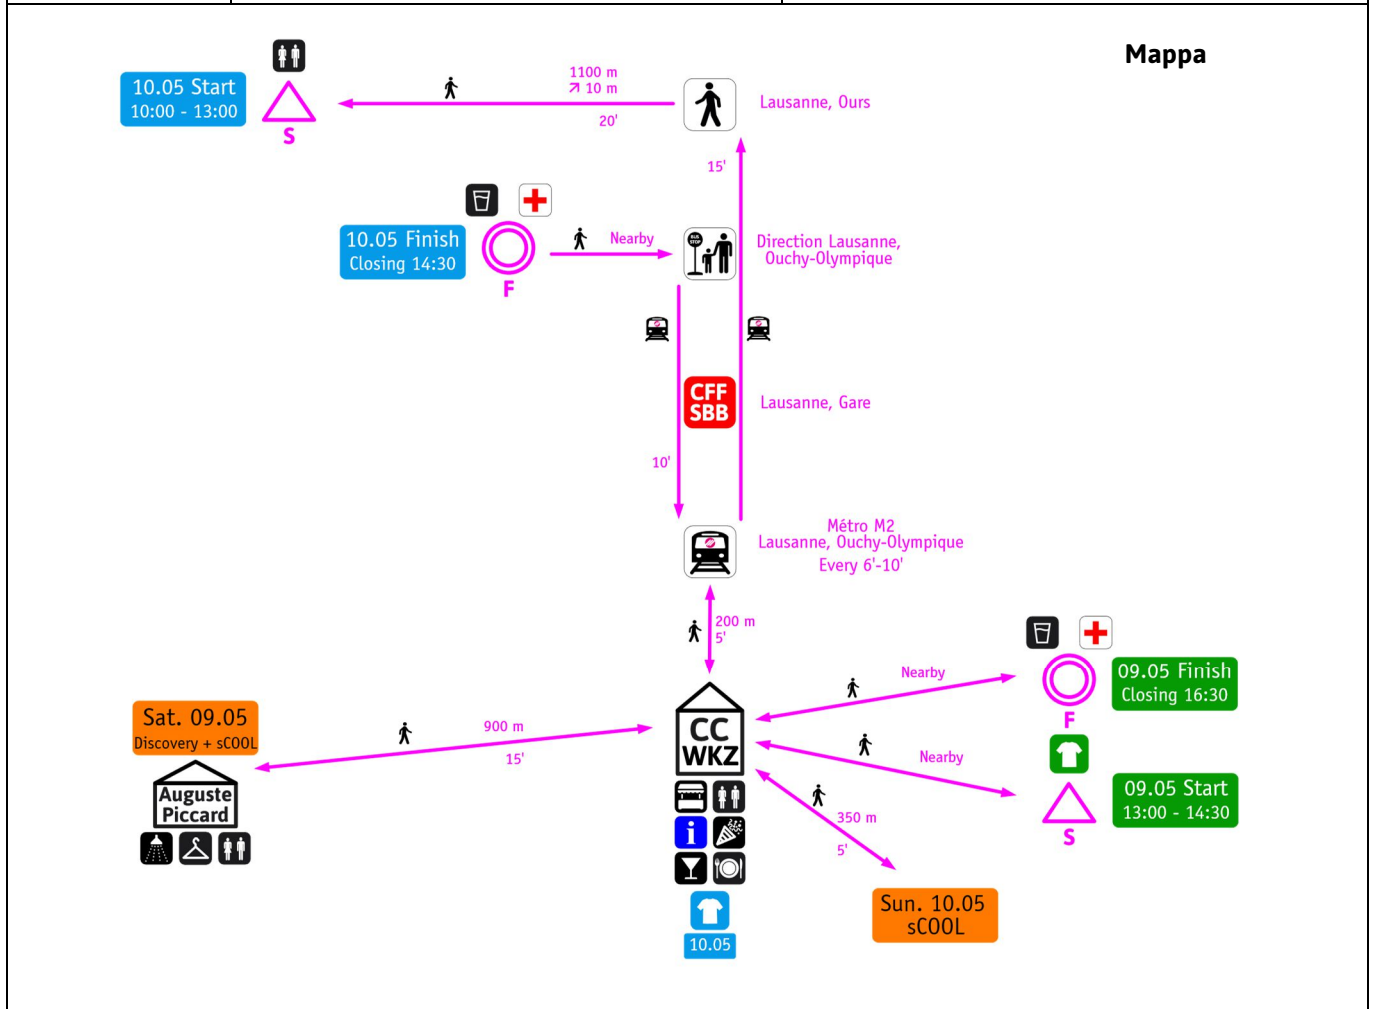 Mappa
10.05 Start
10:00 - 13:00
S
1100 m
↗ 10 m
20'
Lausanne, Ours
15'
10.05 Finish
Closing 14:30
F
Nearby
BUS
STOP
Direction Lausanne,
Ouchy-Olympique
CFF
SBB
Lausanne, Gare
10'
Métro M2
Lausanne, Ouchy-Olympique
Every 6'-10'
200 m
5'
Sat. 09.05
Discovery + sCOOL
Auguste
Piccard
900 m
15'
CC
WKZ
i
10.05
Nearby
09.05 Finish
Closing 16:30
F
Nearby
09.05 Start
13:00 - 14:30
S
350 m
5'
Sun. 10.05
sCOOL